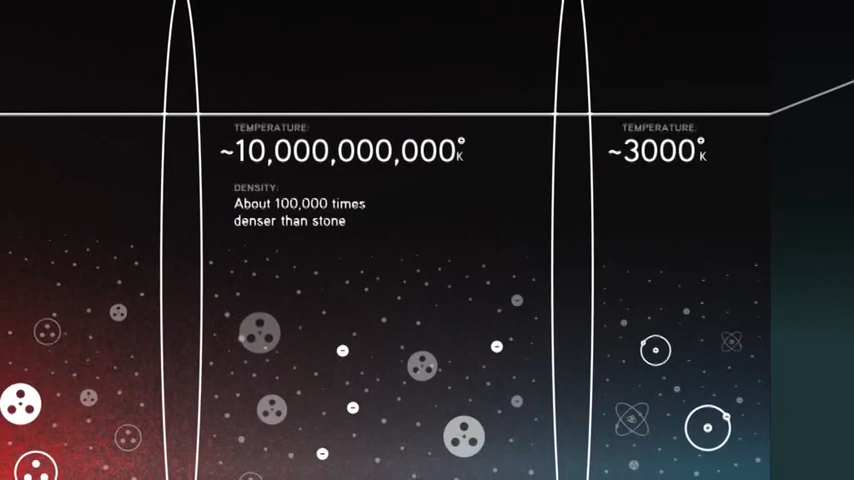 TEMPERATURE:
~10,000,000,000°K
DENSITY:
About 100,000 times
denser than stone
TEMPERATURE:
~3000°K